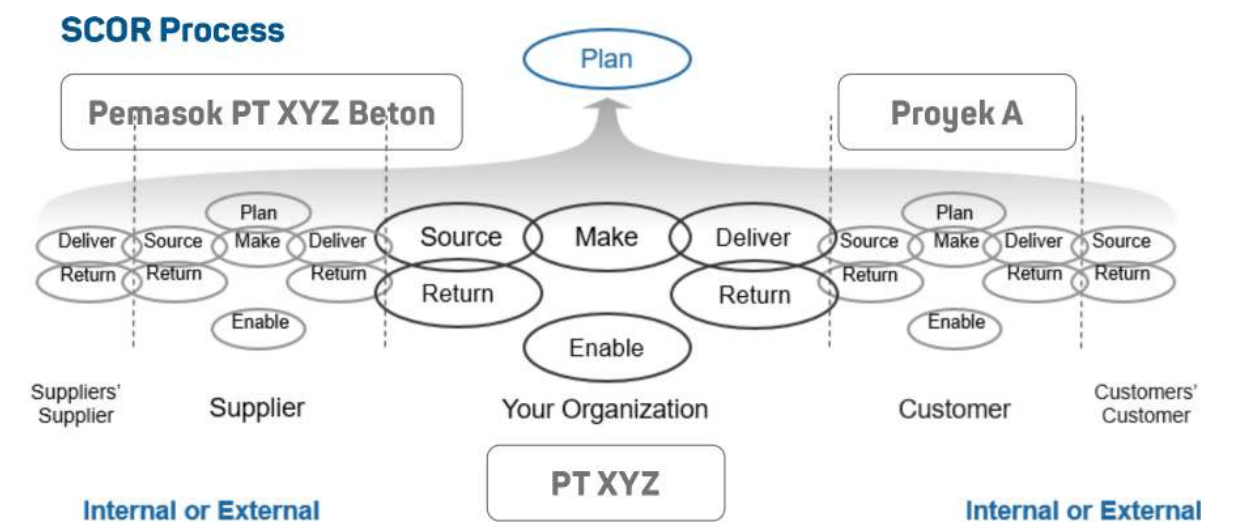 SCOR Process
Plan
Pemasok PT XYZ Beton
Proyek A
Plan
Plan
Deliver Source Make Deliver Source Make Deliver Source Make Deliver Source
Return Return Return Return Return Return Return Return
Enable Enable Enable
Suppliers' Supplier Your Organization Customer Customers'
Supplier Customer
PT XYZ
Internal or External
Internal or External